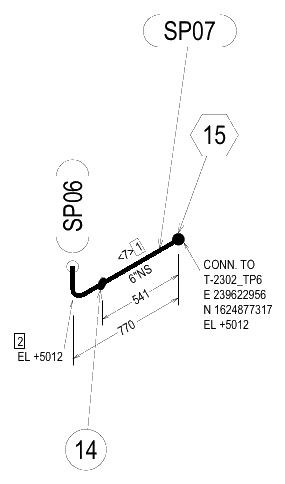 SP07
15
SP06
<7> 1
6"NS
CONN. TO
T-2302_TP6
E 239622956
N 1624877317
EL +5012
541
770
2
EL +5012
14